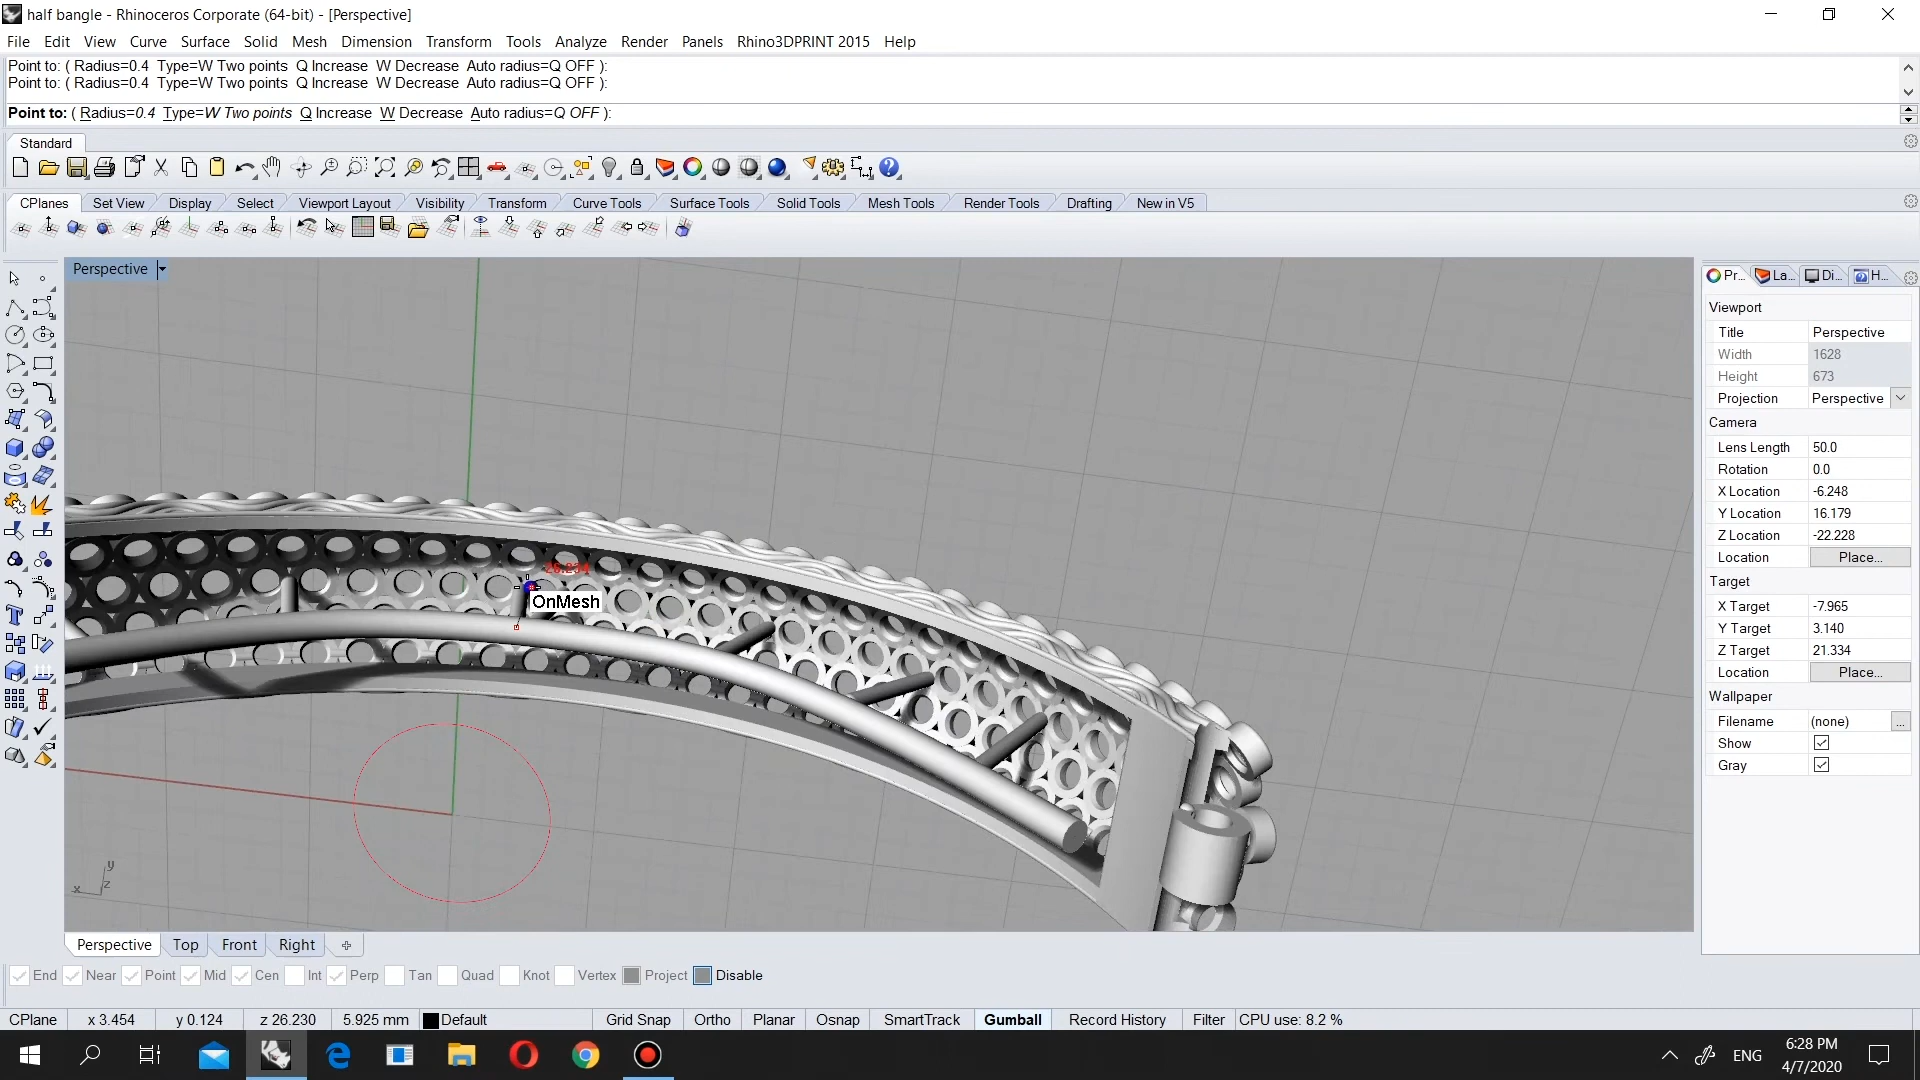 half bangle - Rhinoceros Corporate (64-bit) - [Perspective]
File Edit View Curve Surface Solid Mesh Dimension Transform Tools Analyze Render Panels Rhino3DPRINT 2015 Help
Point to: ( Radius=0.4 Type=W Two points Q Increase W Decrease Auto radius=Q OFF ):
Point to: ( Radius=0.4 Type=W Two points Q Increase W Decrease Auto radius=Q OFF ):
Point to: ( Radius=0.4 Type=W Two points Q Increase W Decrease Auto radius=Q OFF ):
Standard
CPlanes Set View Display Select Viewport Layout Visibility Transform Curve Tools Surface Tools Solid Tools Mesh Tools Render Tools Drafting New in V5
Perspective
Pr... La... Di... H...
Viewport
Title Perspective
Width 1628
Height 673
Projection Perspective
Camera
Lens Length 50.0
Rotation 0.0
X Location -6.248
Y Location 16.179
Z Location -22.228
Location Place...
Target
X Target -7.965
Y Target 3.140
Z Target 21.334
Location Place...
Wallpaper
Filename (none) ...
Show
Gray
OnMesh
y
x z
Perspective Top Front Right
End Near Point Mid Cen Int Perp Tan Quad Knot Vertex Project Disable
CPlane x 3.454 y 0.124 z 26.230 5.925 mm Default Grid Snap Ortho Planar Osnap SmartTrack Gumball Record History Filter CPU use: 8.2 %
ENG
6:28 PM
4/7/2020